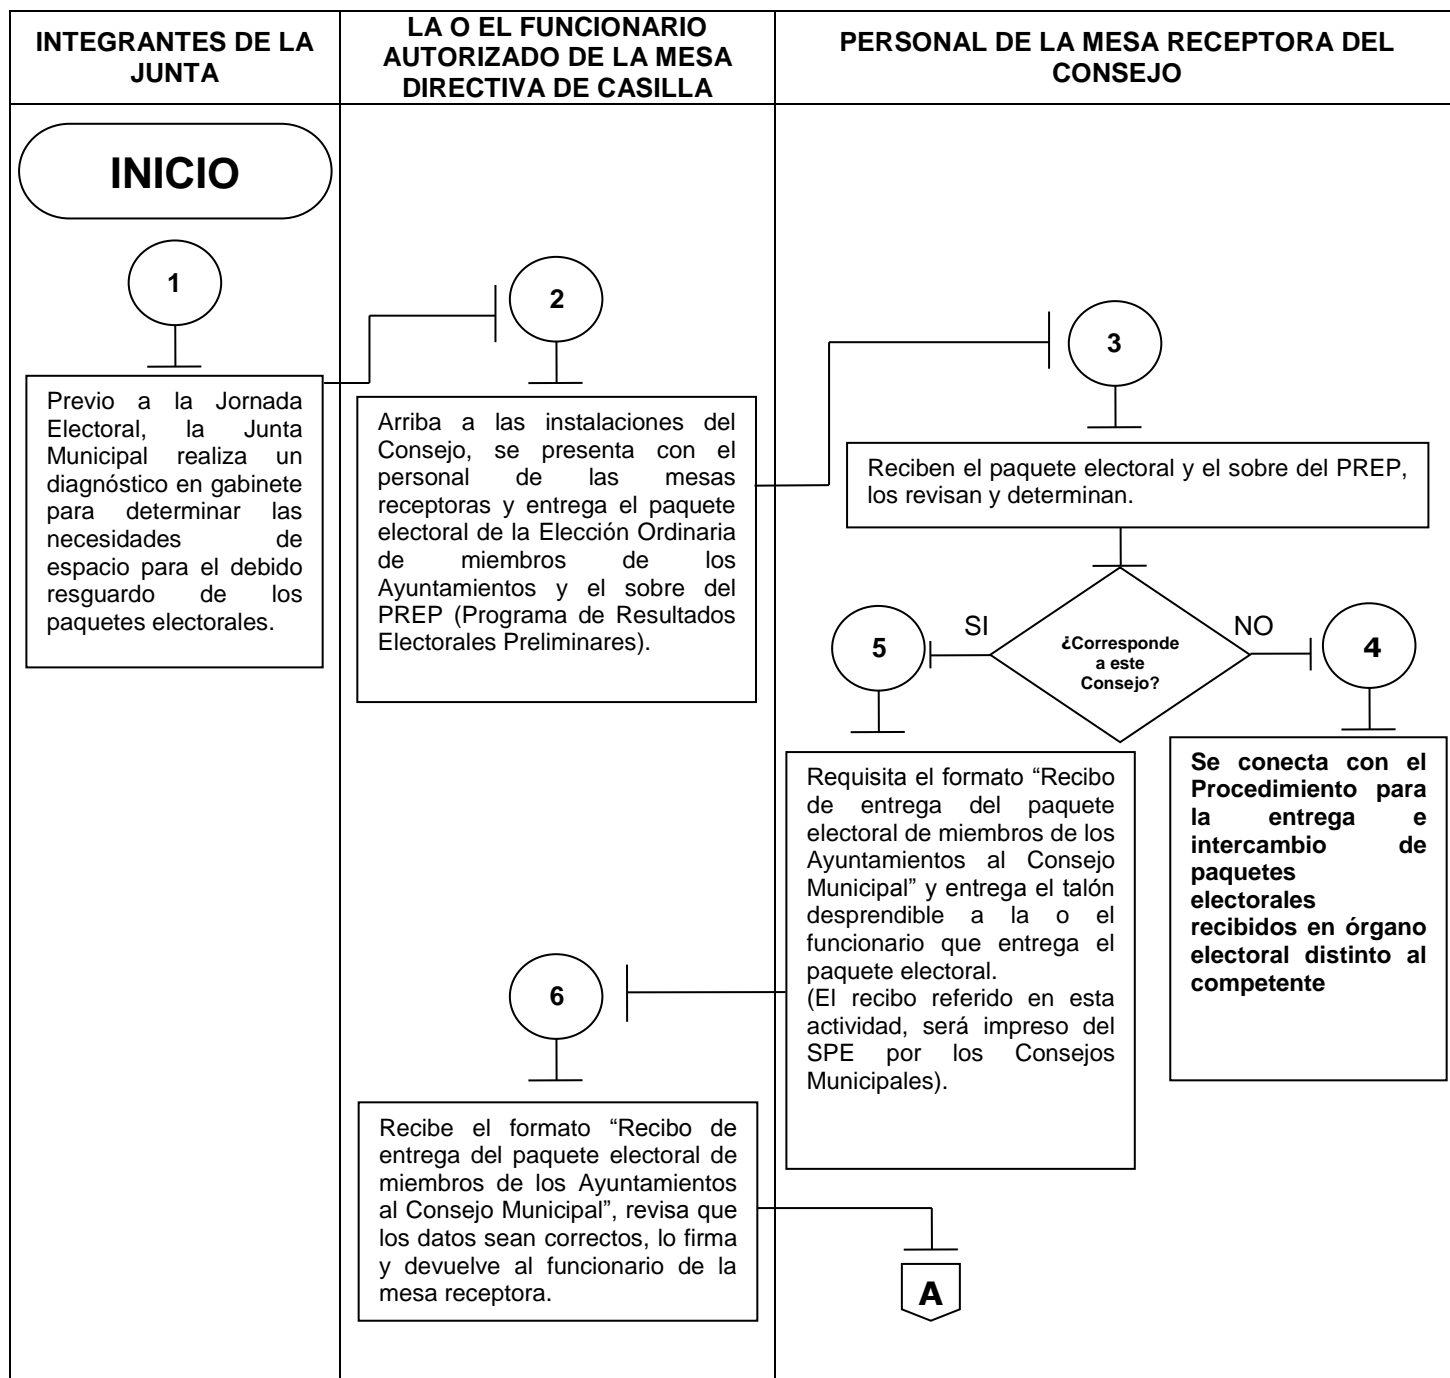 INTEGRANTES DE LA
JUNTA
LA O EL FUNCIONARIO
AUTORIZADO DE LA MESA
DIRECTIVA DE CASILLA
PERSONAL DE LA MESA RECEPTORA DEL
CONSEJO
INICIO
1
Previo a la Jornada
Electoral, la Junta
Municipal realiza un
diagnóstico en gabinete
para determinar las
necesidades de
espacio para el debido
resguardo de los
paquetes electorales.
2
Arriba a las instalaciones del
Consejo, se presenta con el
personal de las mesas
receptoras y entrega el paquete
electoral de la Elección Ordinaria
de miembros de los
Ayuntamientos y el sobre del
PREP (Programa de Resultados
Electorales Preliminares).
3
Reciben el paquete electoral y el sobre del PREP,
los revisan y determinan.
¿Corresponde
a este
Consejo?
NO
4
Se conecta con el
Procedimiento para
la entrega e
intercambio de
paquetes
electorales
recibidos en órgano
electoral distinto al
competente
SI
5
Requisita el formato “Recibo
de entrega del paquete
electoral de miembros de los
Ayuntamientos al Consejo
Municipal” y entrega el talón
desprendible a la o el
funcionario que entrega el
paquete electoral.
(El recibo referido en esta
actividad, será impreso del
SPE por los Consejos
Municipales).
6
Recibe el formato “Recibo de
entrega del paquete electoral de
miembros de los Ayuntamientos
al Consejo Municipal”, revisa que
los datos sean correctos, lo firma
y devuelve al funcionario de la
mesa receptora.
A